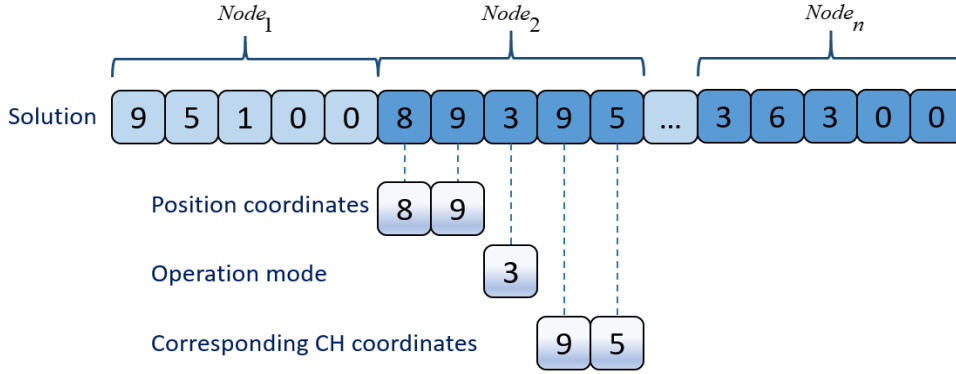 Node1 Node2 Noden
Solution 9 5 1 0 0 8 9 3 9 5 ... 3 6 3 0 0
Position coordinates 8 9
Operation mode 3
Corresponding CH coordinates 9 5